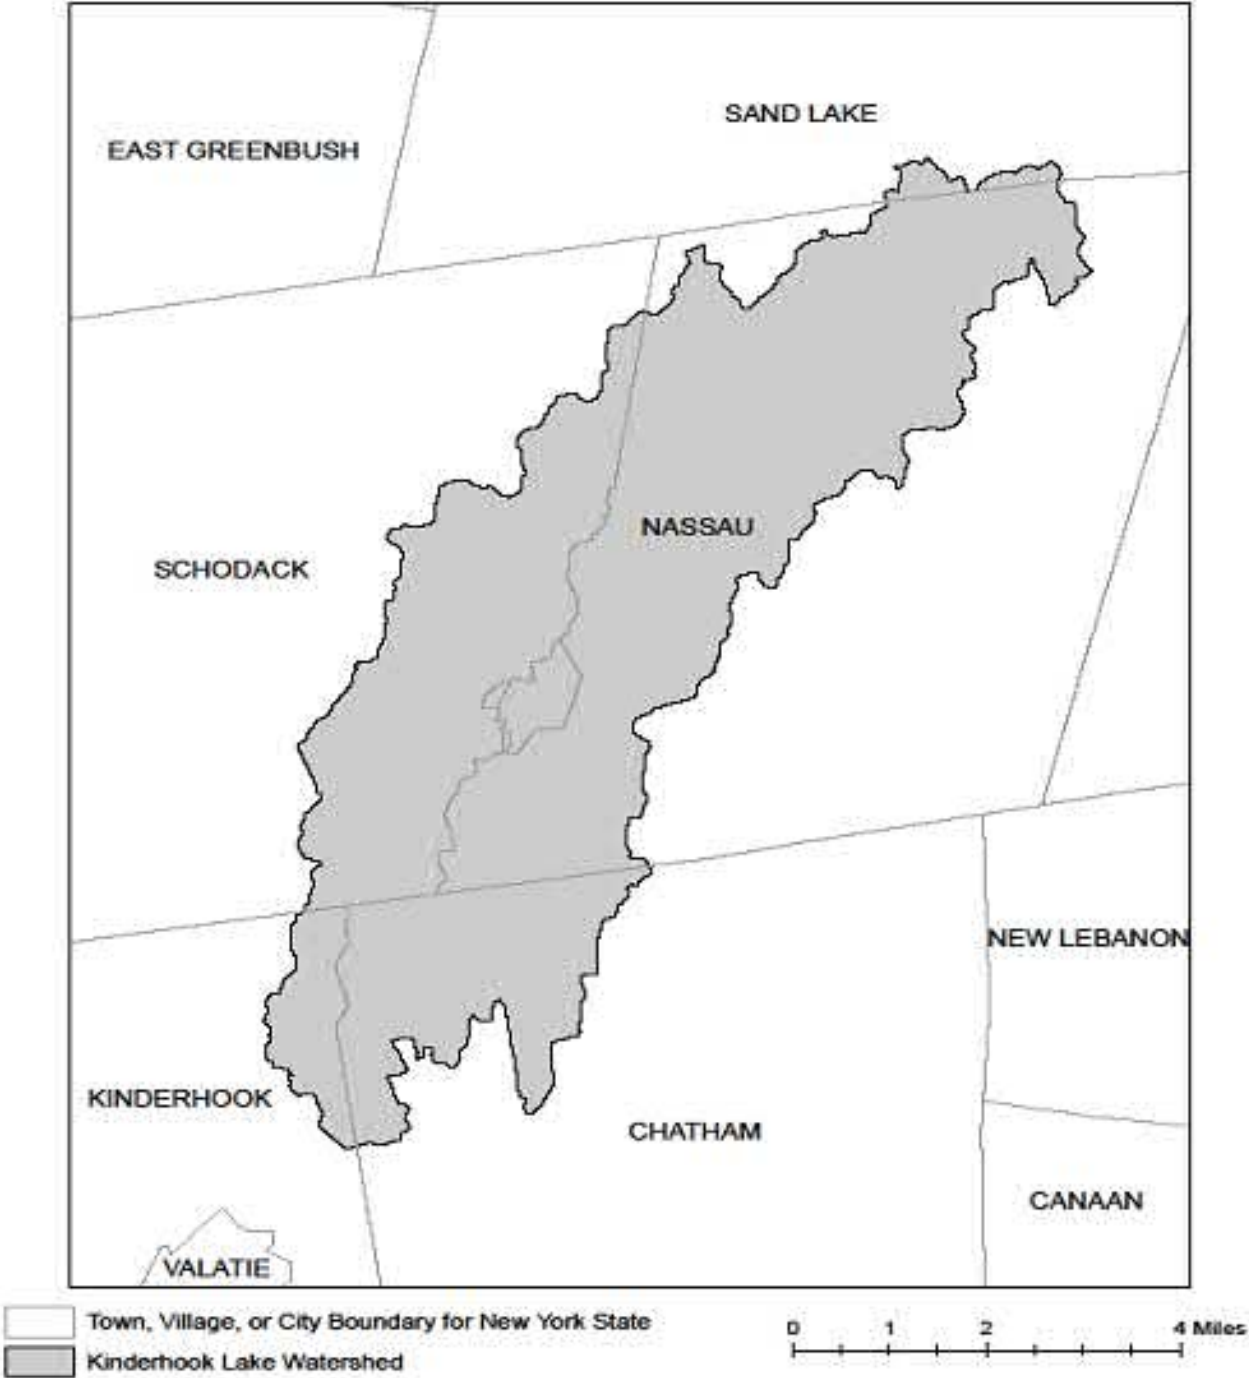 SAND LAKE
EAST GREENBUSH
NASSAU
SCHODACK
NEW LEBANON
KINDERHOOK
CHATHAM
CANAAN
VALATIE
Town, Village, or City Boundary for New York State
Kinderhook Lake Watershed
0 1 2 4 Miles